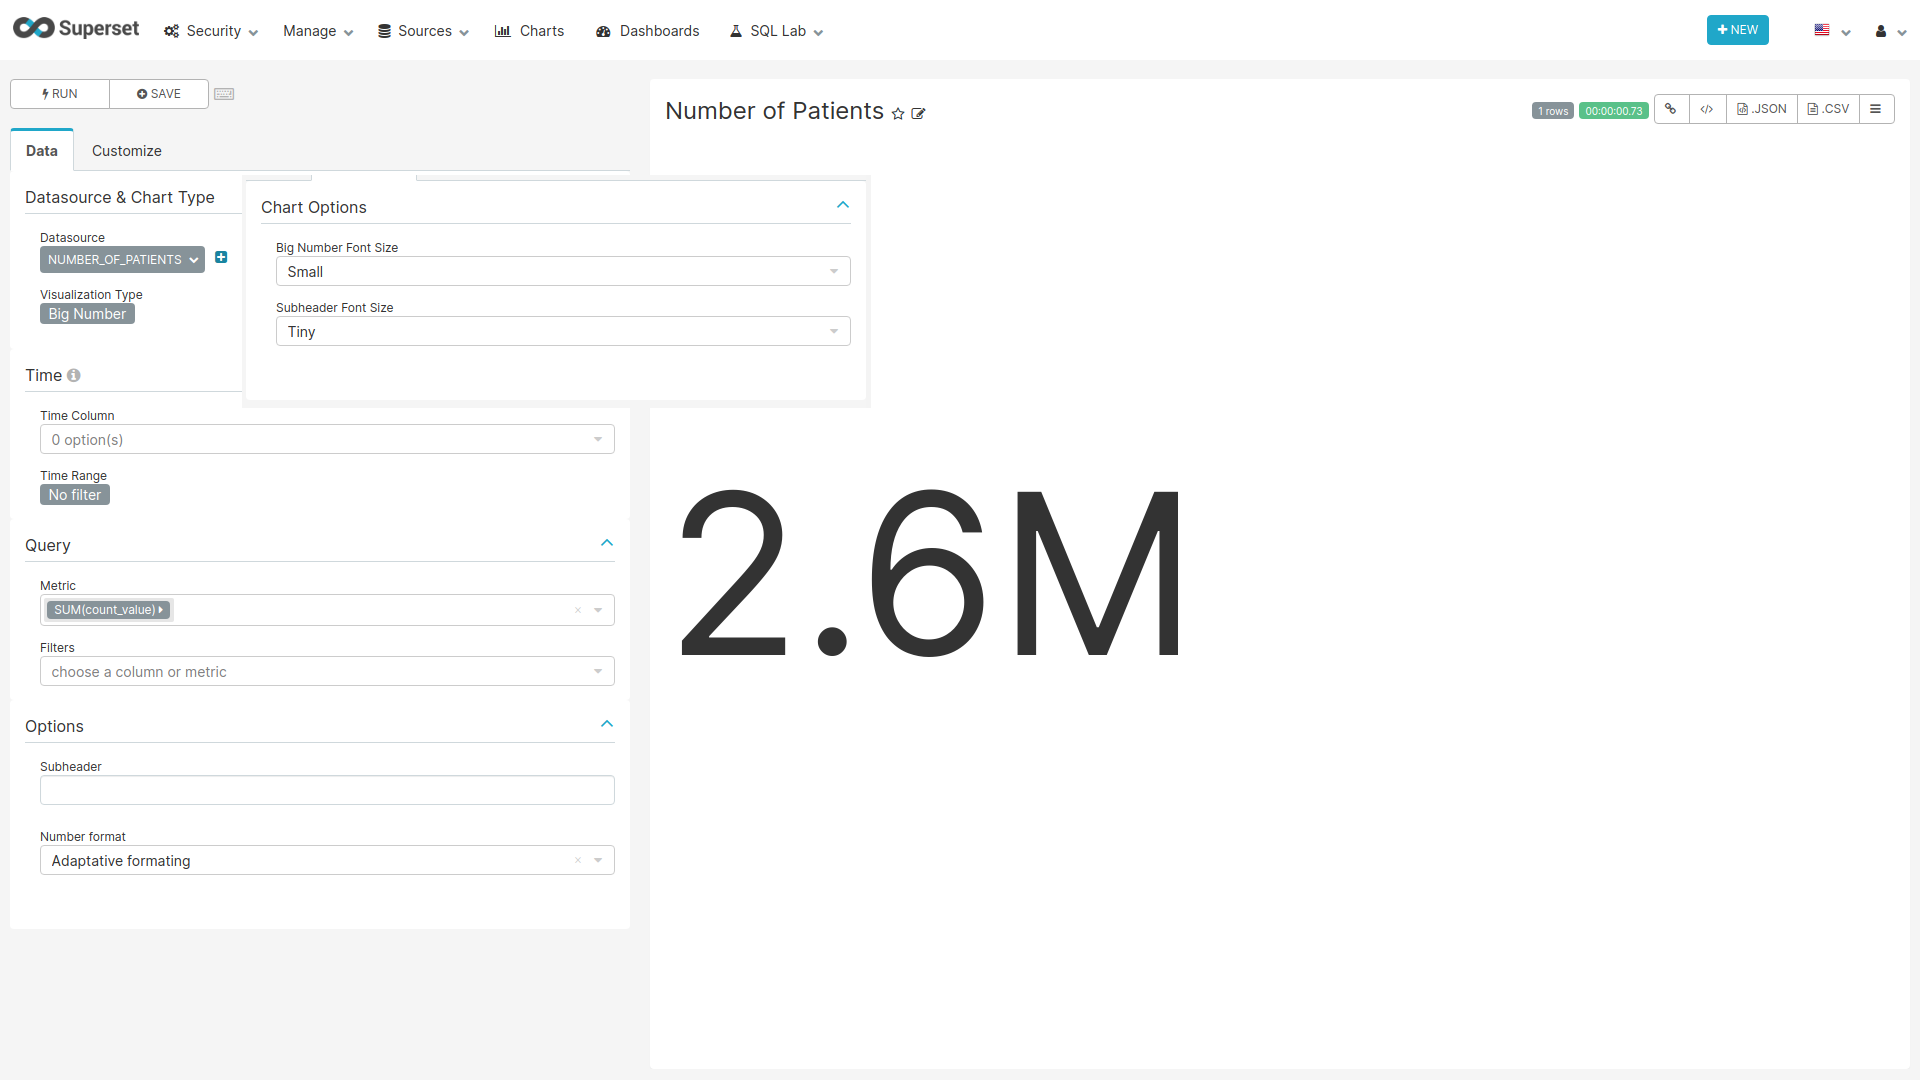 Superset Security Manage Sources Charts Dashboards SQL Lab NEW
RUN SAVE
Number of Patients
1 rows 00:00:00.73 </> .JSON .CSV
Data Customize
Datasource & Chart Type
Datasource
NUMBER_OF_PATIENTS
Visualization Type
Big Number
Chart Options
Big Number Font Size
Small
Subheader Font Size
Tiny
Time
Time Column
0 option(s)
Time Range
No filter
Query
Metric
SUM(count_value)
Filters
choose a column or metric
Options
Subheader
Number format
Adaptative formating
2.6M